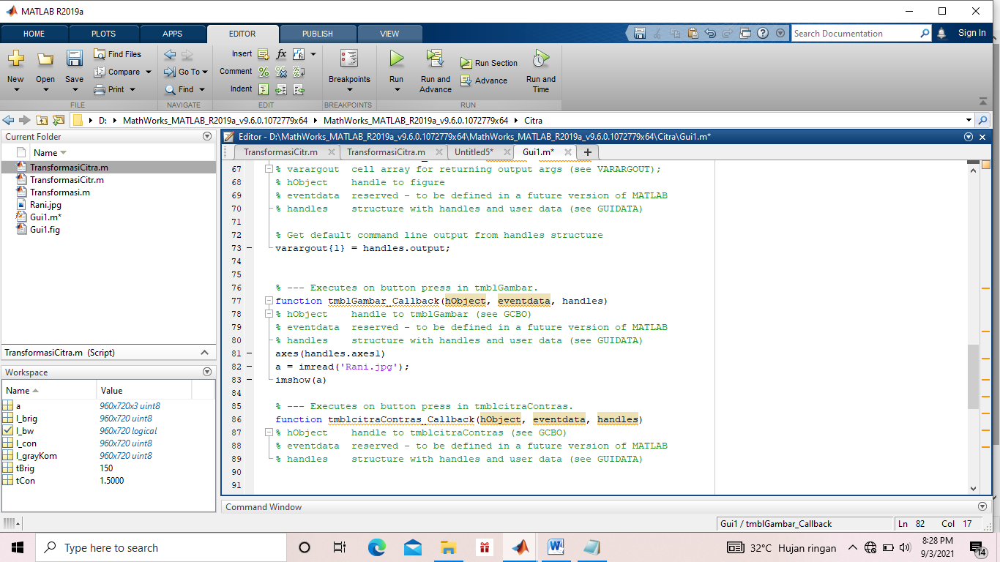 MATLAB R2019a
HOME PLOTS APPS EDITOR PUBLISH VIEW
Search Documentation
Sign In
New
Open
Save
Find Files
Compare
Print
FILE
Go To
Find
NAVIGATE
Insert
fx
Comment
Indent
EDIT
Breakpoints
BREAKPOINTS
Run
Run and Advance
Run Section
Advance
Run and Time
RUN
D: MathWorks_MATLAB_R2019a_v9.6.0.1072779x64 MathWorks_MATLAB_R2019a_v9.6.0.1072779x64 Citra
Current Folder
Name
TransformasiCitra.m
TransformasiCitr.m
Transformasi.m
Rani.jpg
Gui1.m*
Gui1.fig
TransformasiCitra.m (Script)
Workspace
Name Value
a 960x720x3 uint8
I_brig 960x720 uint8
I_bw 960x720 logical
I_con 960x720 uint8
I_grayKom 960x720 uint8
tBrig 150
tCon 1.5000
Editor - D:\MathWorks_MATLAB_R2019a_v9.6.0.1072779x64\MathWorks_MATLAB_R2019a_v9.6.0.1072779x64\Citra\Gui1.m*
TransformasiCitr.m TransformasiCitra.m Untitled5* Gui1.m*
67 % varargout  cell array for returning output args (see VARARGOUT);
68 % hObject    handle to figure
69 % eventdata  reserved - to be defined in a future version of MATLAB
70 % handles    structure with handles and user data (see GUIDATA)
71
72 % Get default command line output from handles structure
73 varargout{1} = handles.output;
74
75
76 % --- Executes on button press in tmblGambar.
77 function tmblGambar_Callback(hObject, eventdata, handles)
78 % hObject    handle to tmblGambar (see GCBO)
79 % eventdata  reserved - to be defined in a future version of MATLAB
80 % handles    structure with handles and user data (see GUIDATA)
81 axes(handles.axes1)
82 a = imread('Rani.jpg');
83 imshow(a)
84
85 % --- Executes on button press in tmblcitraContras.
86 function tmblcitraContras_Callback(hObject, eventdata, handles)
87 % hObject    handle to tmblcitraContras (see GCBO)
88 % eventdata  reserved - to be defined in a future version of MATLAB
89 % handles    structure with handles and user data (see GUIDATA)
90
91
Command Window
Gui1 / tmblGambar_Callback
Ln 82 Col 17
Type here to search
32°C Hujan ringan
8:28 PM
9/3/2021
14